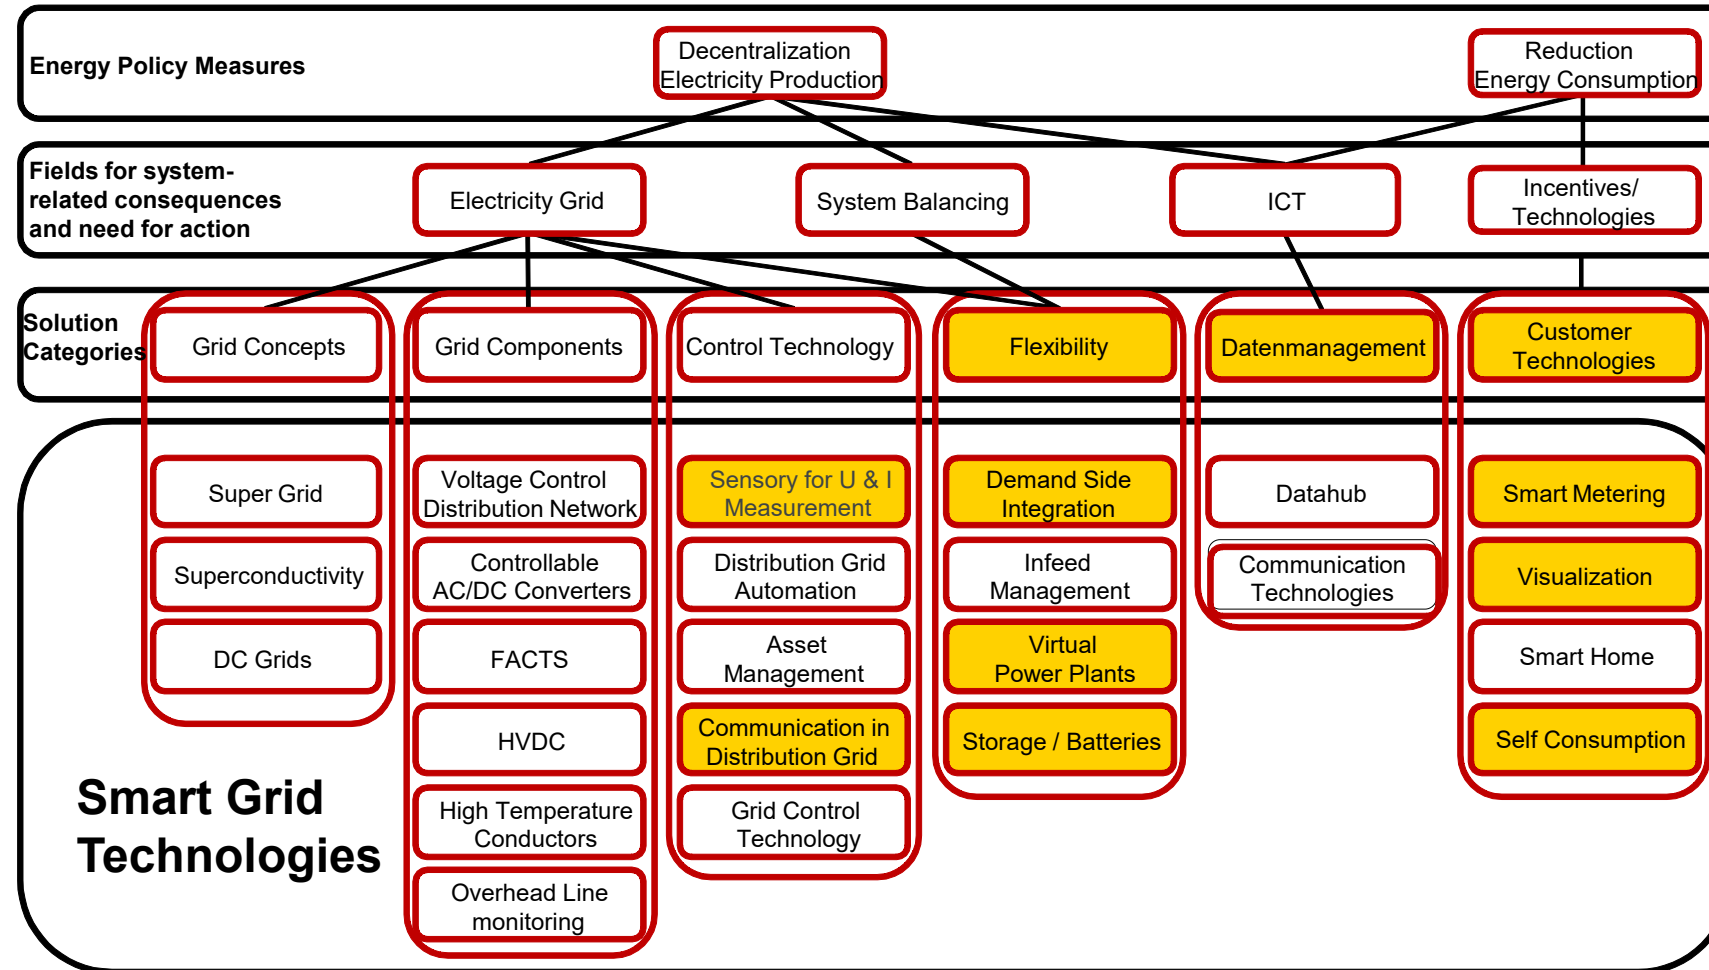 Energy Policy Measures
Decentralization
Electricity Production
Reduction
Energy Consumption
Fields for system-
related consequences
and need for action
Electricity Grid
System Balancing
ICT
Incentives/
Technologies
Solution
Categories
Grid Concepts
Grid Components
Control Technology
Flexibility
Datenmanagement
Customer
Technologies
Super Grid
Superconductivity
DC Grids
Voltage Control
Distribution Network
Controllable
AC/DC Converters
FACTS
HVDC
High Temperature
Conductors
Overhead Line
monitoring
Sensory for U & I
Measurement
Distribution Grid
Automation
Asset
Management
Communication in
Distribution Grid
Grid Control
Technology
Demand Side
Integration
Infeed
Management
Virtual
Power Plants
Storage / Batteries
Datahub
Communication
Technologies
Smart Metering
Visualization
Smart Home
Self Consumption
Smart Grid
Technologies